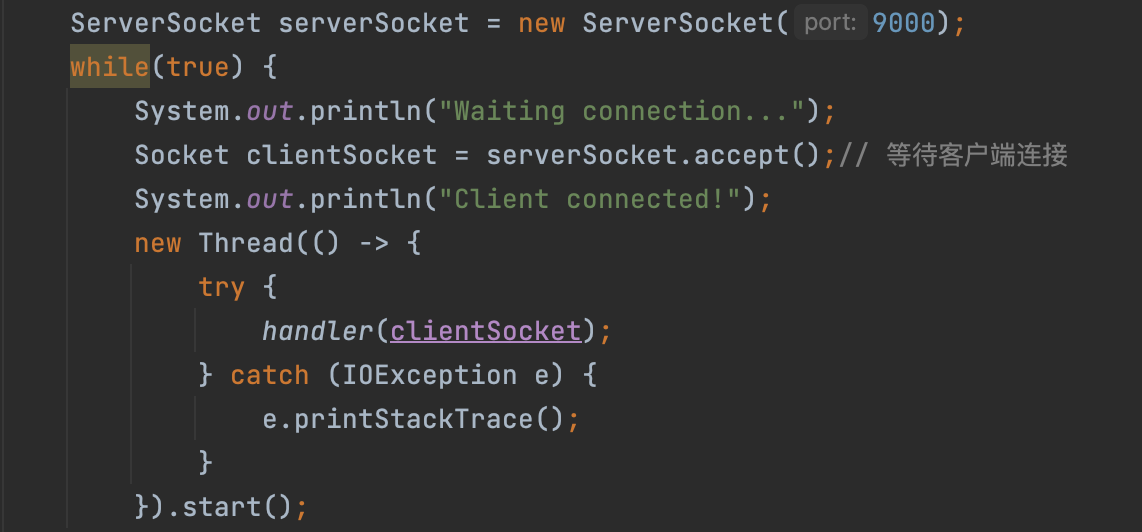 ServerSocket serverSocket = new ServerSocket( port: 9000);
while(true) {
System.out.println("Waiting connection...");
Socket clientSocket = serverSocket.accept();// 等待客户端连接
System.out.println("Client connected!");
new Thread(() -> {
try {
handler(clientSocket);
} catch (IOException e) {
e.printStackTrace();
}
}).start();